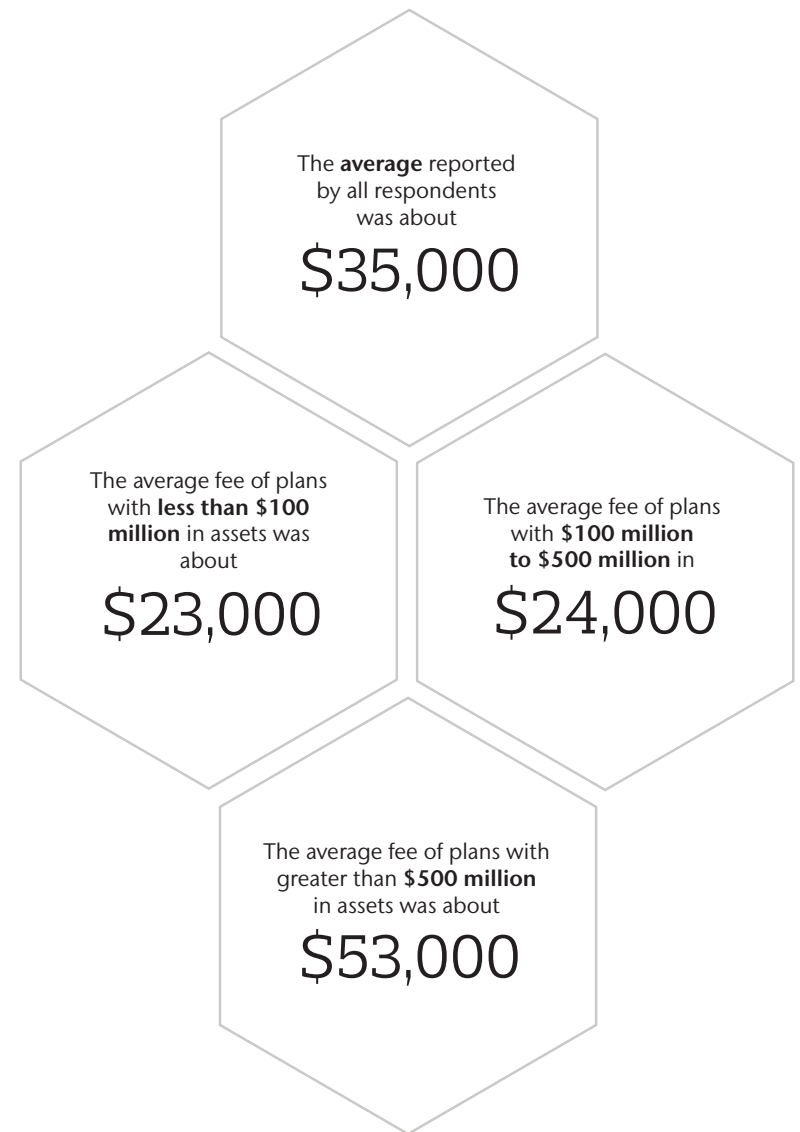 The average reported
by all respondents
was about
$35,000
The average fee of plans
with less than $100
million in assets was
about
$23,000
The average fee of plans
with $100 million
to $500 million in
$24,000
The average fee of plans with
greater than $500 million
in assets was about
$53,000